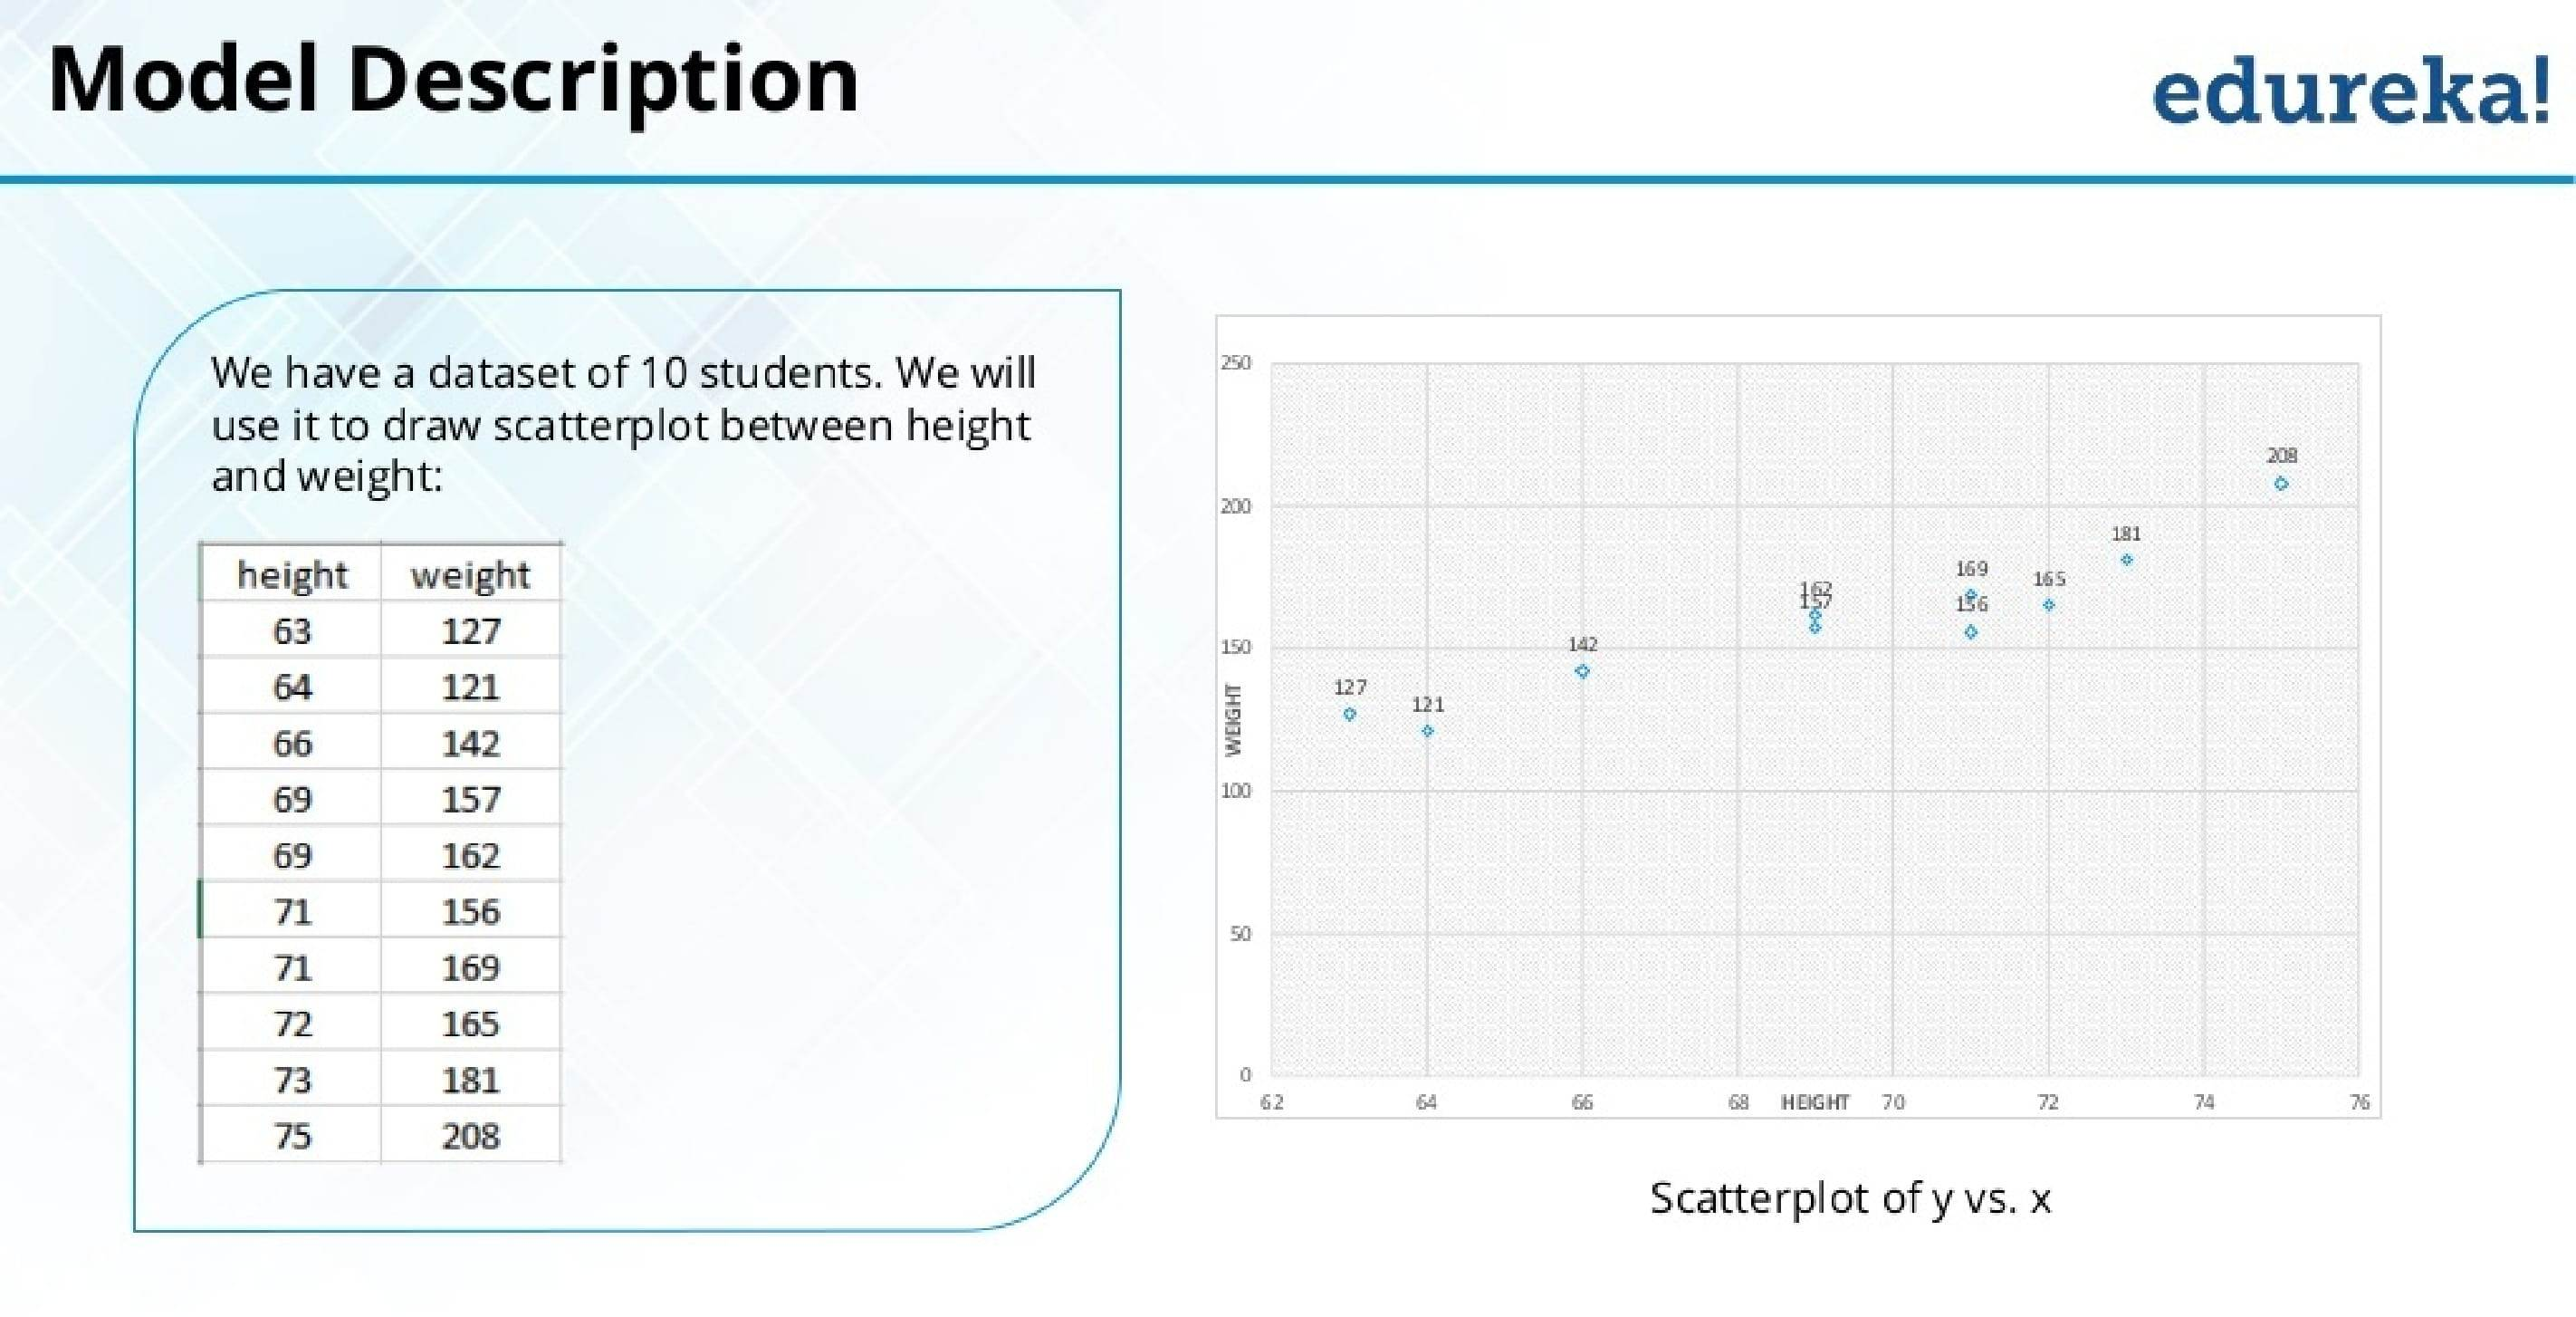 Model Description
edureka!
We have a dataset of 10 students. We will
use it to draw scatterplot between height
and weight:
height weight
63 127
64 121
66 142
69 157
69 162
71 156
71 169
72 165
73 181
75 208
250
200
150
100
50
0
WEIGHT
127
121
142
162
157
169
156
165
181
208
62 64 66 68 HEIGHT 70 72 74 76
Scatterplot of y vs. x